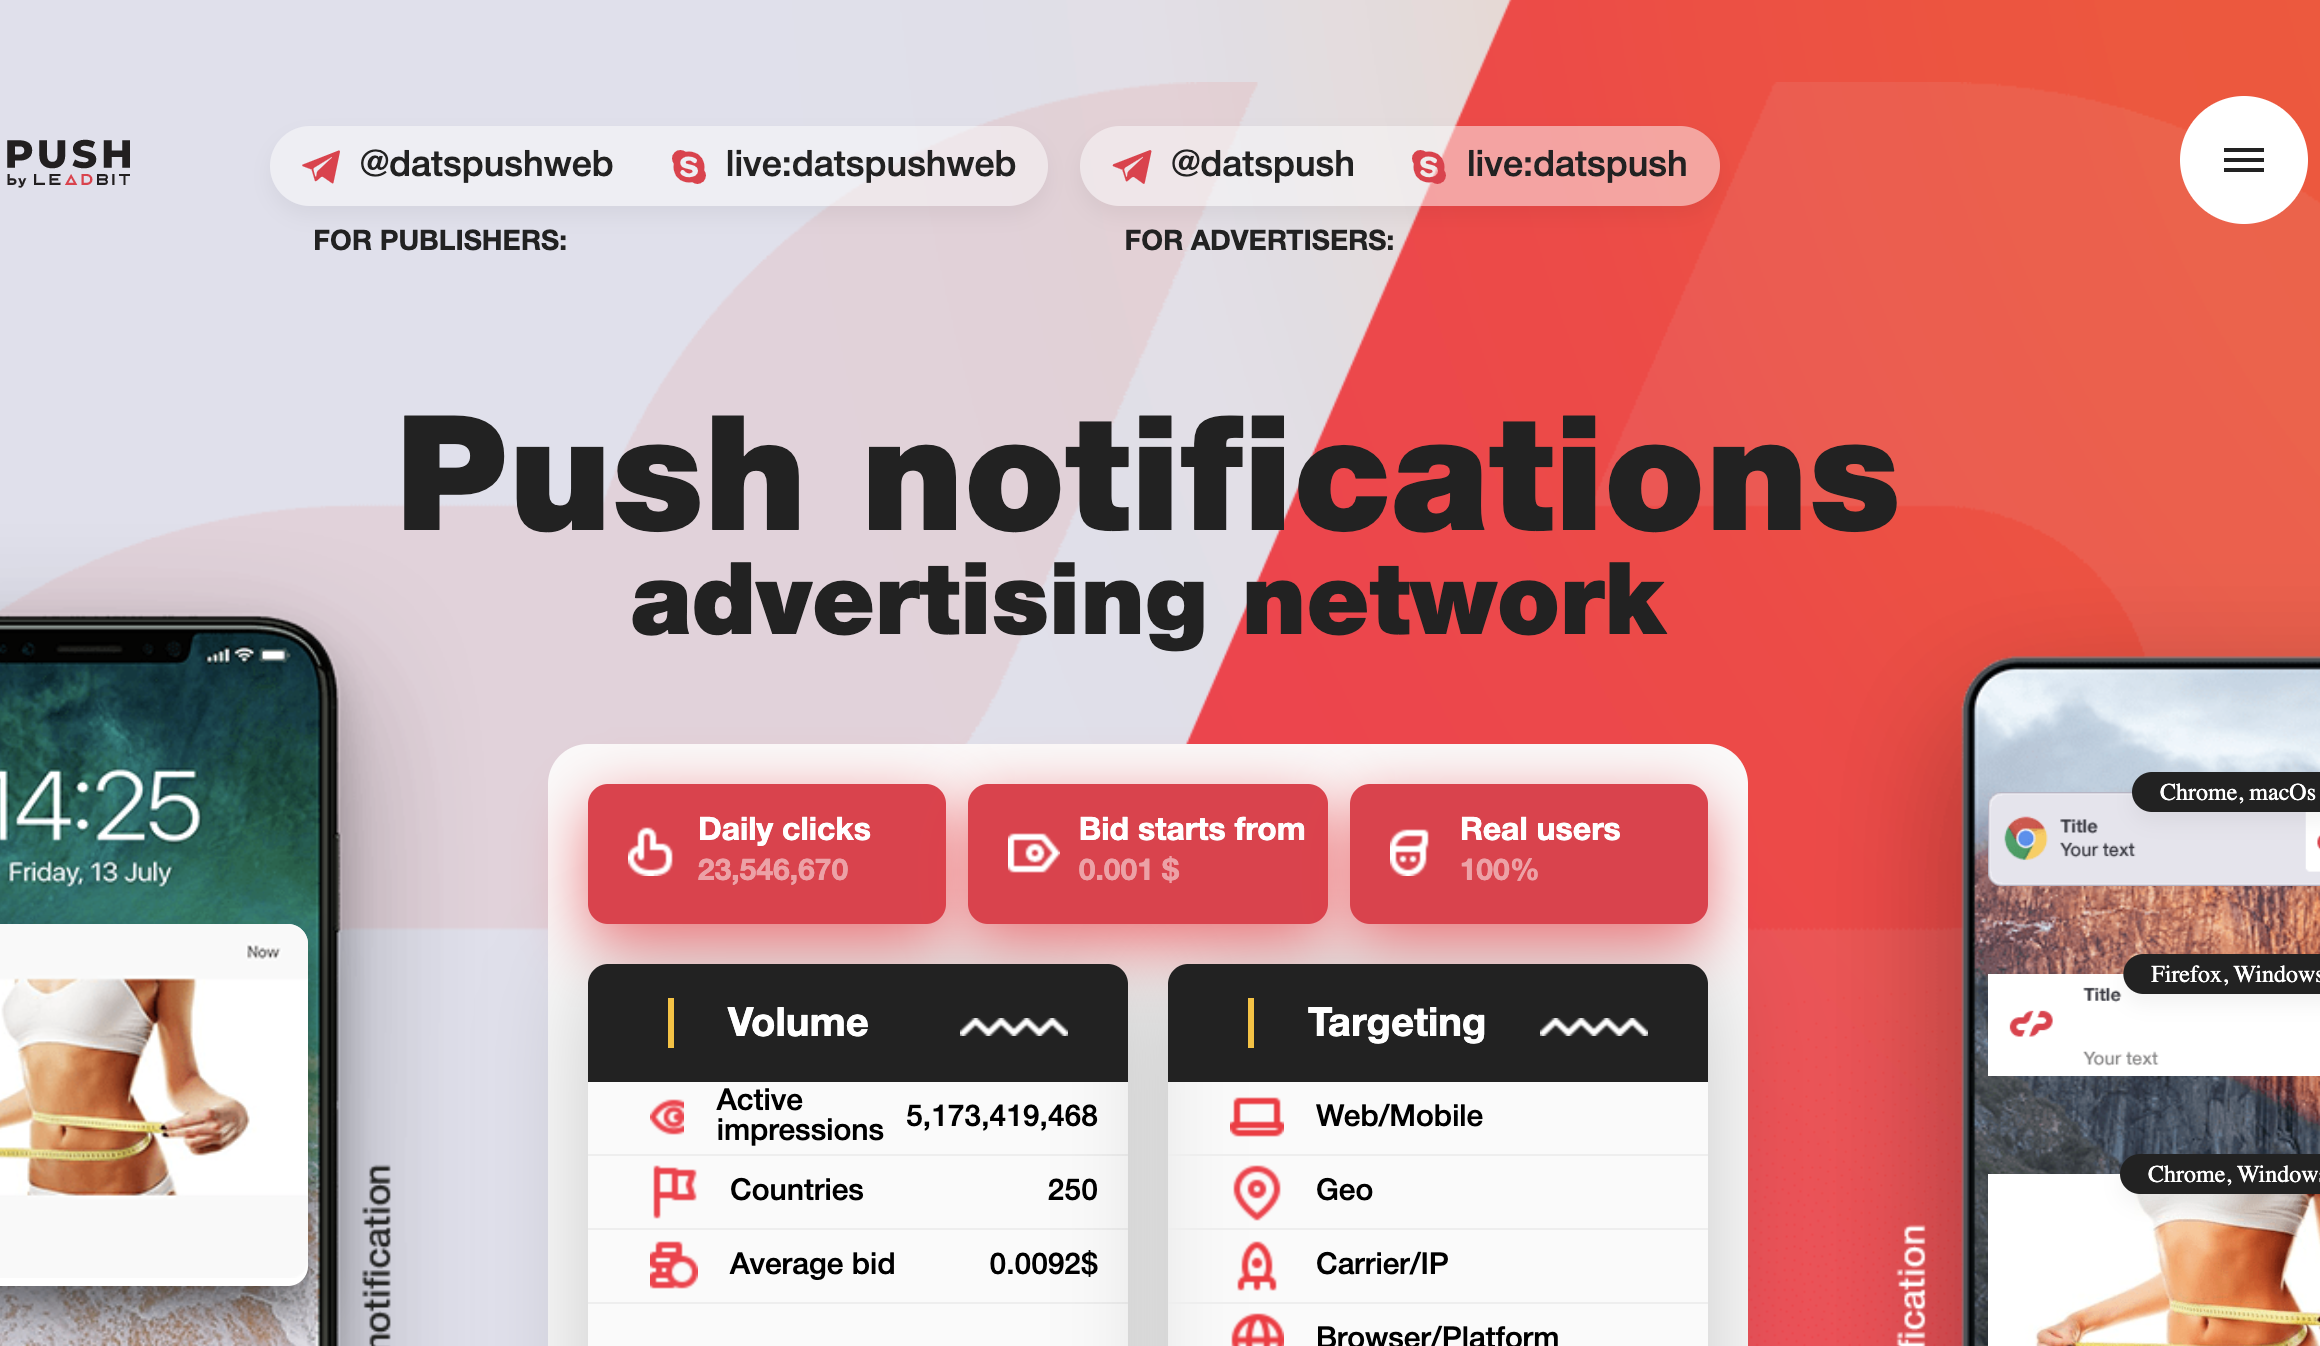 PUSH
by LEADBIT
@datspushweb live:datspushweb
@datspush live:datspush
FOR PUBLISHERS:
FOR ADVERTISERS:
Push notifications
advertising network
14:25
Friday, 13 July
Now
notification
Daily clicks
23,546,670
Bid starts from
0.001 $
Real users
100%
Volume
Active
impressions 5,173,419,468
Countries 250
Average bid 0.0092$
Targeting
Web/Mobile
Geo
Carrier/IP
Browser/Platform
Chrome, macOs
Title
Your text
Firefox, Windows
Title
Your text
Chrome, Windows